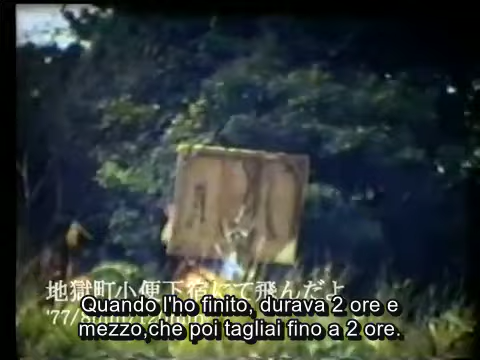 地獄町小便下宿にて飛んだよ
Quando l'ho finito, durava 2 ore e
mezzo,che poi tagliai fino a 2 ore.
'77/8mm/